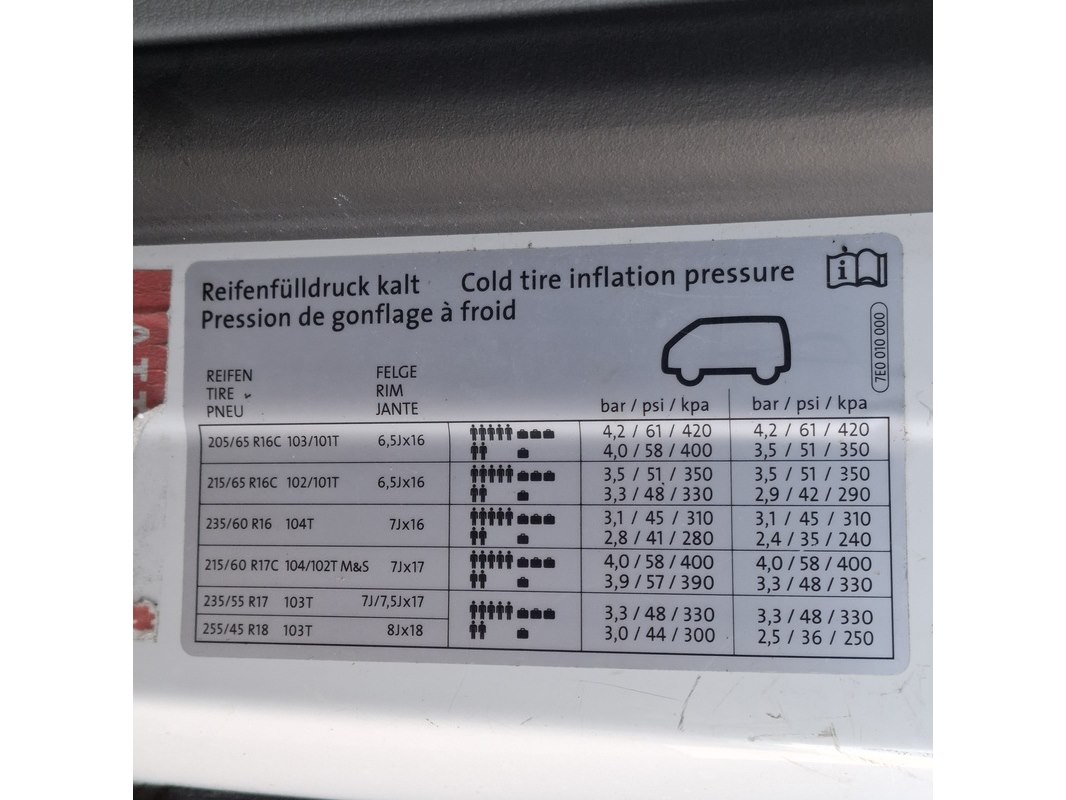 Reifenfülldruck kalt Cold tire inflation pressure
Pression de gonflage à froid
7E0 010 000
REIFEN FELGE
TIRE RIM
PNEU JANTE
bar / psi / kpa bar / psi / kpa
205/65 R16C 103/101T 6,5Jx16 4,2 / 61 / 420 4,2 / 61 / 420
4,0 / 58 / 400 3,5 / 51 / 350
215/65 R16C 102/101T 6,5Jx16 3,5 / 51 / 350 3,5 / 51 / 350
3,3 / 48 / 330 2,9 / 42 / 290
235/60 R16 104T 7Jx16 3,1 / 45 / 310 3,1 / 45 / 310
2,8 / 41 / 280 2,4 / 35 / 240
215/60 R17C 104/102T M&S 7Jx17 4,0 / 58 / 400 4,0 / 58 / 400
3,9 / 57 / 390 3,3 / 48 / 330
235/55 R17 103T 7J/7,5Jx17 3,3 / 48 / 330 3,3 / 48 / 330
255/45 R18 103T 8Jx18 3,0 / 44 / 300 2,5 / 36 / 250